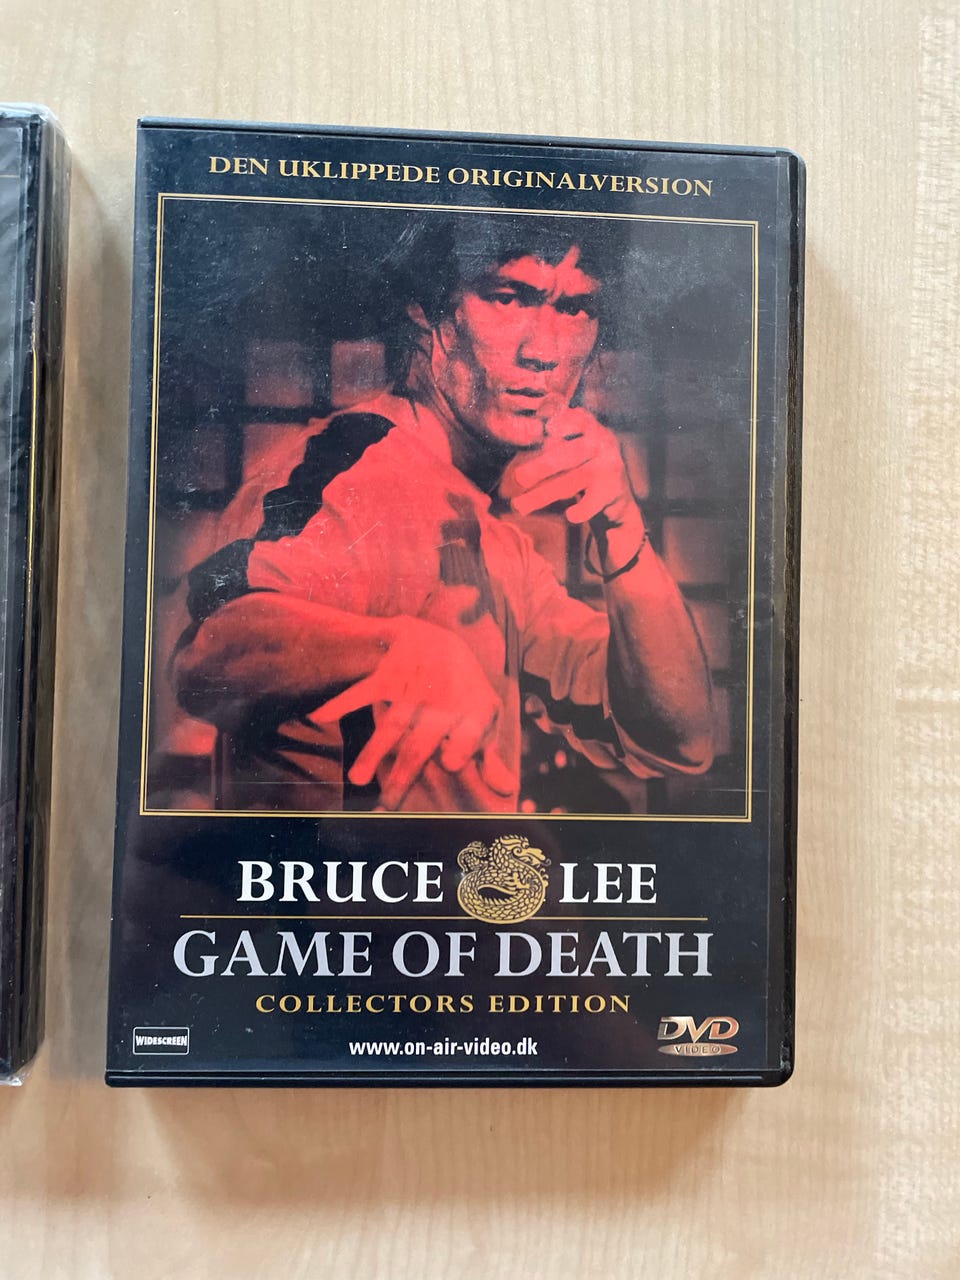 DEN UKLIPPEDE ORIGINALVERSION
BRUCE LEE
GAME OF DEATH
COLLECTORS EDITION
WIDESCREEN
www.on-air-video.dk
DVD
VIDEO